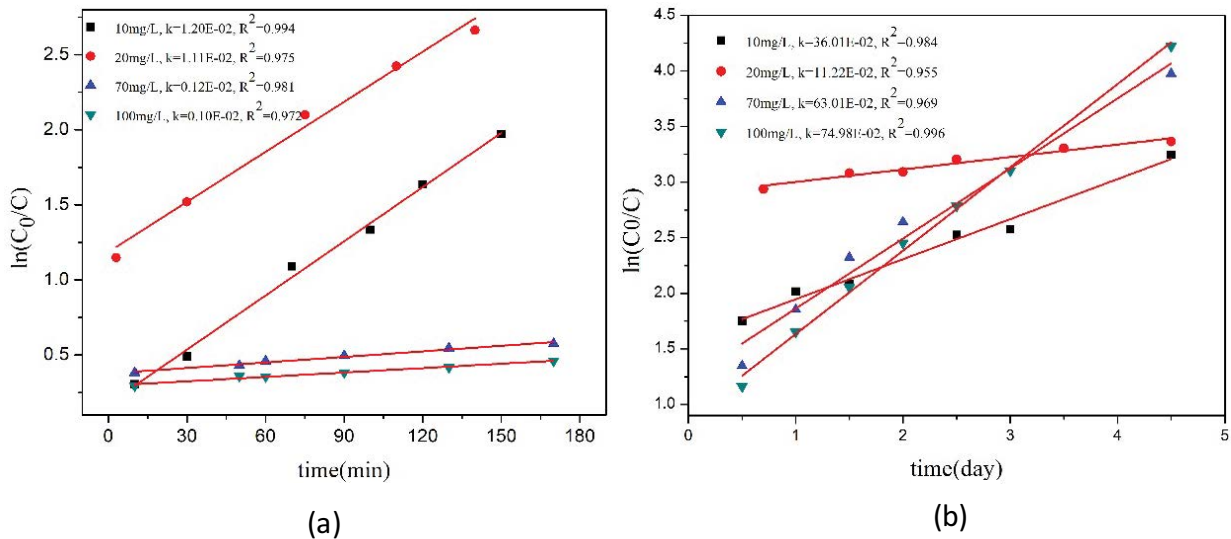 10mg/L, k=1.20E-02, R²=0.994
20mg/L, k=1.11E-02, R²=0.975
70mg/L, k=0.12E-02, R²=0.981
100mg/L, k=0.10E-02, R²=0.972
ln(C₀/C)
2.5
2.0
1.5
1.0
0.5
0 30 60 90 120 150 180
time(min)
(a)
10mg/L, k=36.01E-02, R²=0.984
20mg/L, k=11.22E-02, R²=0.955
70mg/L, k=63.01E-02, R²=0.969
100mg/L, k=74.98E-02, R²=0.996
ln(C0/C)
4.5
4.0
3.5
3.0
2.5
2.0
1.5
1.0
0 1 2 3 4 5
time(day)
(b)